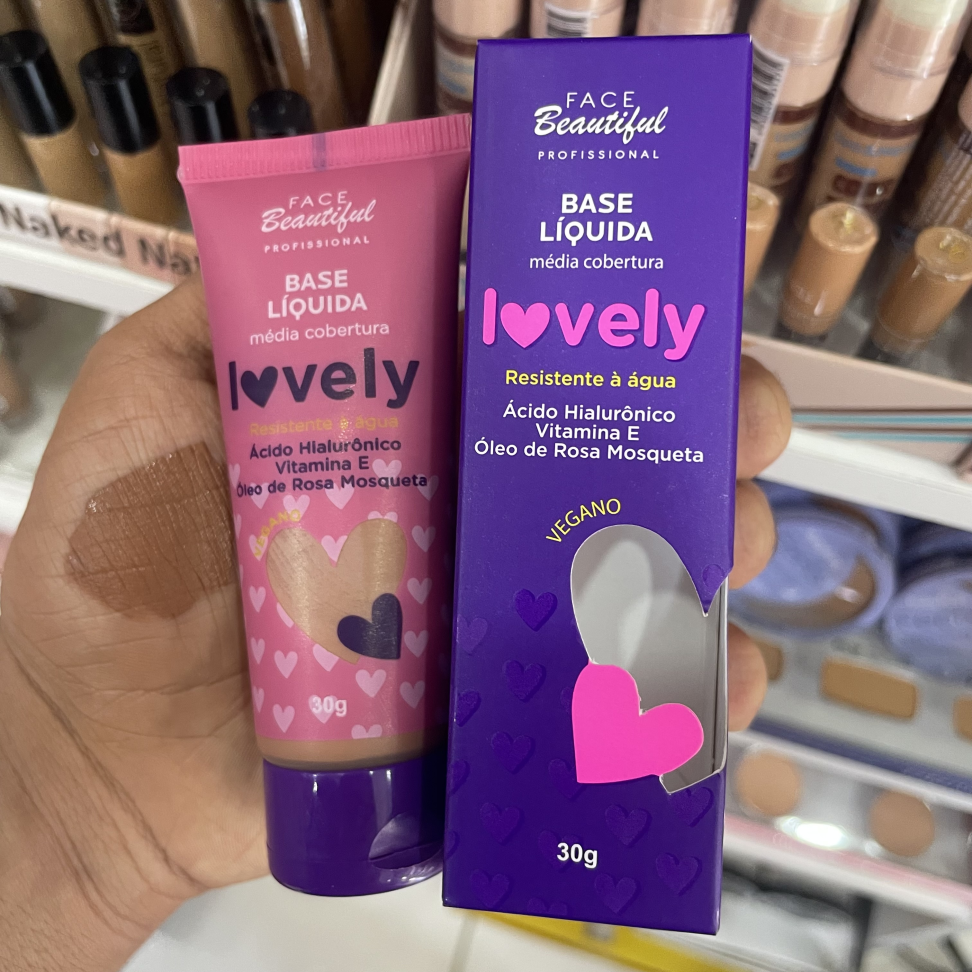 Naked Na
FACE
Beautiful
PROFISSIONAL
BASE
LÍQUIDA
média cobertura
lovely
Resistente à água
Ácido Hialurônico
Vitamina E
Óleo de Rosa Mosqueta
VEGANO
30g
FACE
Beautiful
PROFISSIONAL
BASE
LÍQUIDA
média cobertura
lovely
Resistente à água
Ácido Hialurônico
Vitamina E
Óleo de Rosa Mosqueta
VEGANO
30g